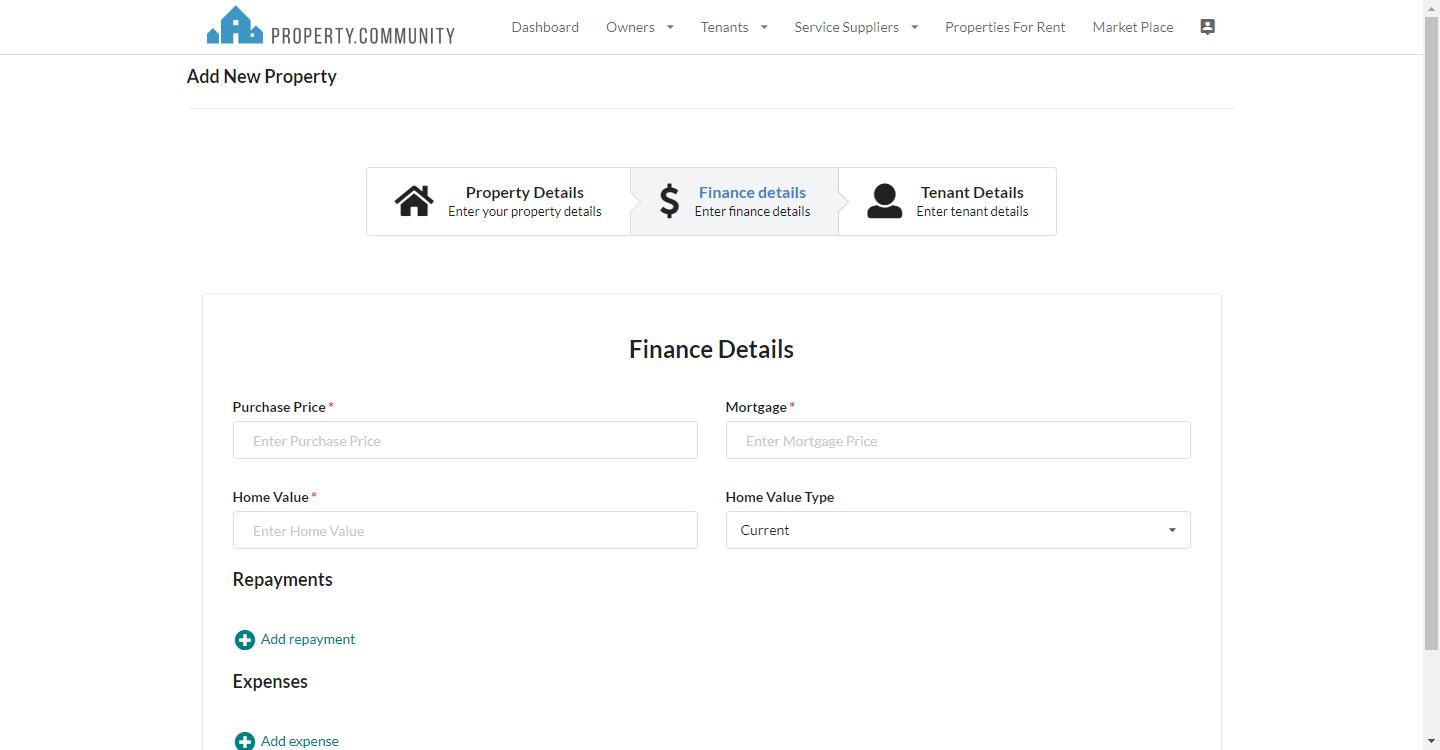 PROPERTY.COMMUNITY
Dashboard Owners Tenants Service Suppliers Properties For Rent Market Place
Add New Property
Property Details
Enter your property details
Finance details
Enter finance details
Tenant Details
Enter tenant details
Finance Details
Purchase Price *
Enter Purchase Price
Mortgage *
Enter Mortgage Price
Home Value *
Enter Home Value
Home Value Type
Current
Repayments
Add repayment
Expenses
Add expense